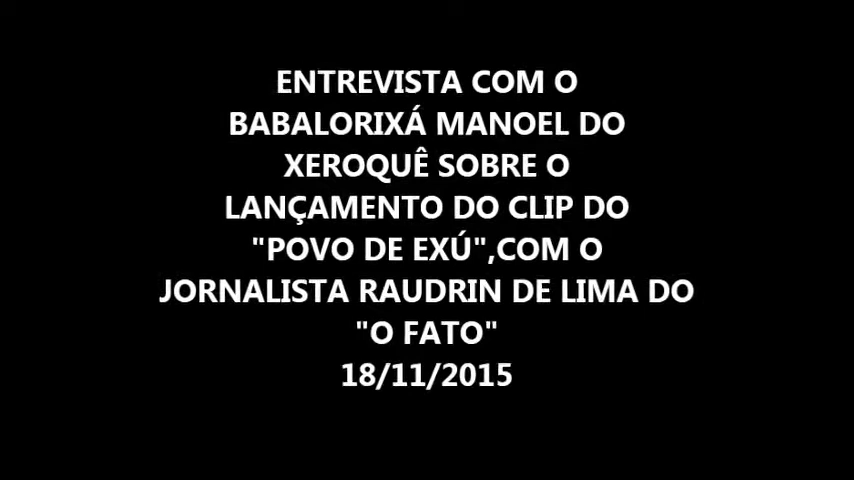 ENTREVISTA COM O
BABALORIXÁ MANOEL DO
XEROQUÊ SOBRE O
LANÇAMENTO DO CLIP DO
"POVO DE EXÚ",COM O
JORNALISTA RAUDRIN DE LIMA DO
"O FATO"
18/11/2015